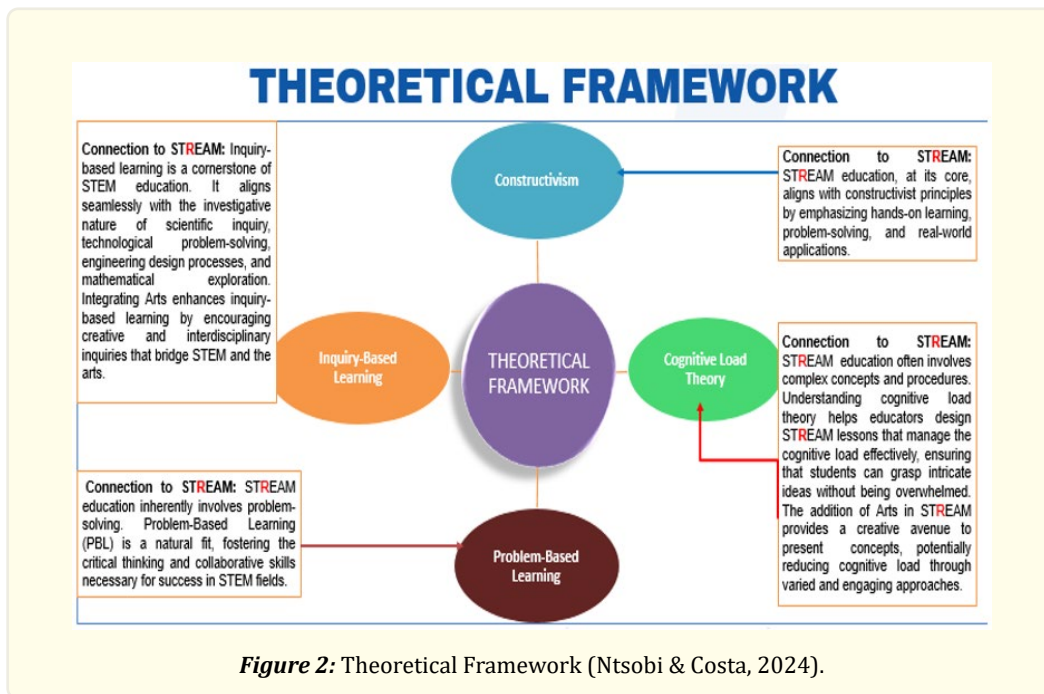 THEORETICAL FRAMEWORK
Connection to STREAM: Inquiry-
based learning is a cornerstone of
STEM education. It aligns
seamlessly with the investigative
nature of scientific inquiry,
technological problem-solving,
engineering design processes, and
mathematical exploration.
Integrating Arts enhances inquiry-
based learning by encouraging
creative and interdisciplinary
inquiries that bridge STEM and the
arts.
Constructivism
Connection to STREAM:
STREAM education, at its core,
aligns with constructivist principles
by emphasizing hands-on learning,
problem-solving, and real-world
applications.
Inquiry-Based
Learning
THEORETICAL
FRAMEWORK
Cognitive Load
Theory
Connection to STREAM:
STREAM education often involves
complex concepts and procedures.
Understanding cognitive load
theory helps educators design
STREAM lessons that manage the
cognitive load effectively, ensuring
that students can grasp intricate
ideas without being overwhelmed.
The addition of Arts in STREAM
provides a creative avenue to
present concepts, potentially
reducing cognitive load through
varied and engaging approaches.
Connection to STREAM: STREAM
education inherently involves problem-
solving. Problem-Based Learning
(PBL) is a natural fit, fostering the
critical thinking and collaborative skills
necessary for success in STEM fields.
Problem-Based
Learning
Figure 2: Theoretical Framework (Ntsobi & Costa, 2024).